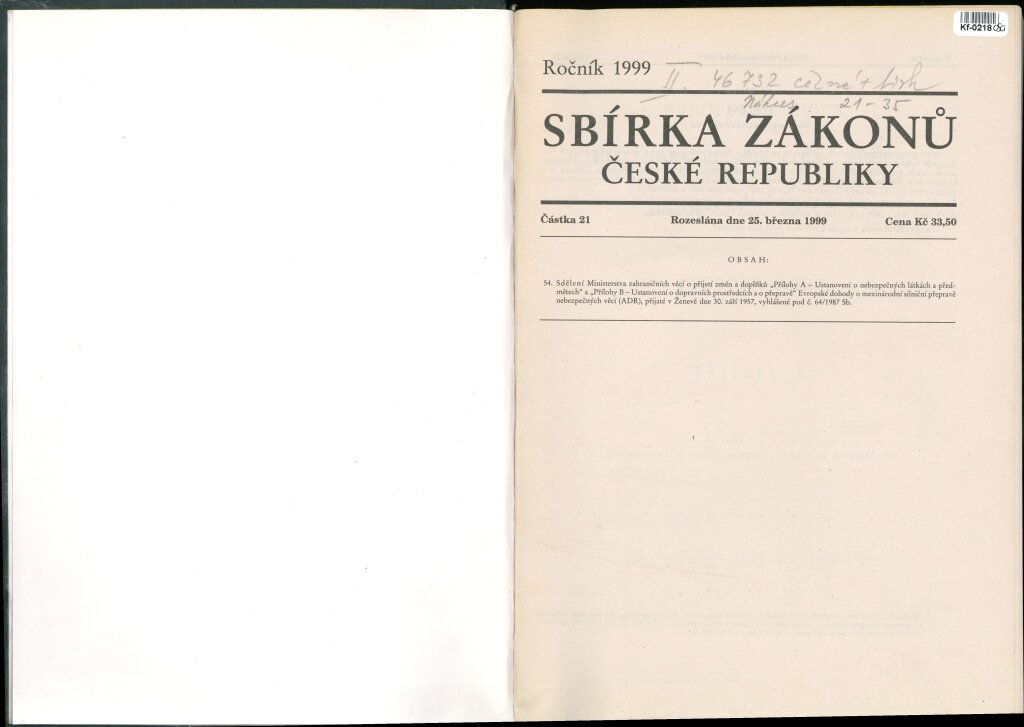 Kf-0218
Ročník 1999
II. 46 732
21-35
SBÍRKA ZÁKONŮ
ČESKÉ REPUBLIKY
Částka 21 Rozeslána dne 25. března 1999 Cena Kč 33,50
OBSAH:
54. Sdělení Ministerstva zahraničních věcí o přijetí změn a doplňků „Přílohy A – Ustanovení o nebezpečných látkách a před-
mětech“ a „Přílohy B – Ustanovení o dopravních prostředcích a o přepravě“ Evropské dohody o mezinárodní silniční přepravě
nebezpečných věcí (ADR), přijaté v Ženevě dne 30. září 1957, vyhlášené pod č. 64/1987 Sb.